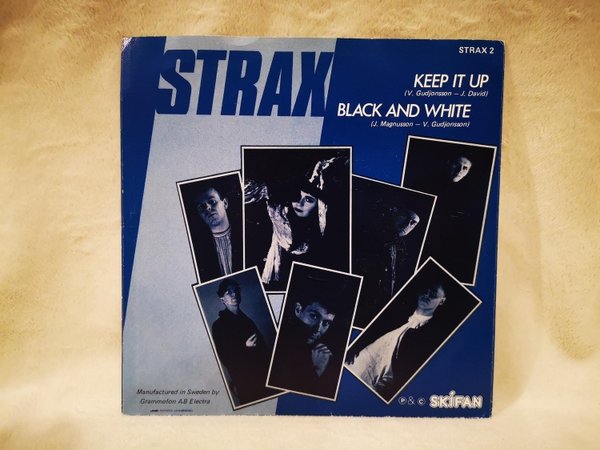 STRAX 2
STRAX
KEEP IT UP
(V. Gudjonsson – J. David)
BLACK AND WHITE
(J. Magnusson – V. Gudjonsson)
Manufactured in Sweden by
Grammofon AB Electra
P & C SKÍFAN